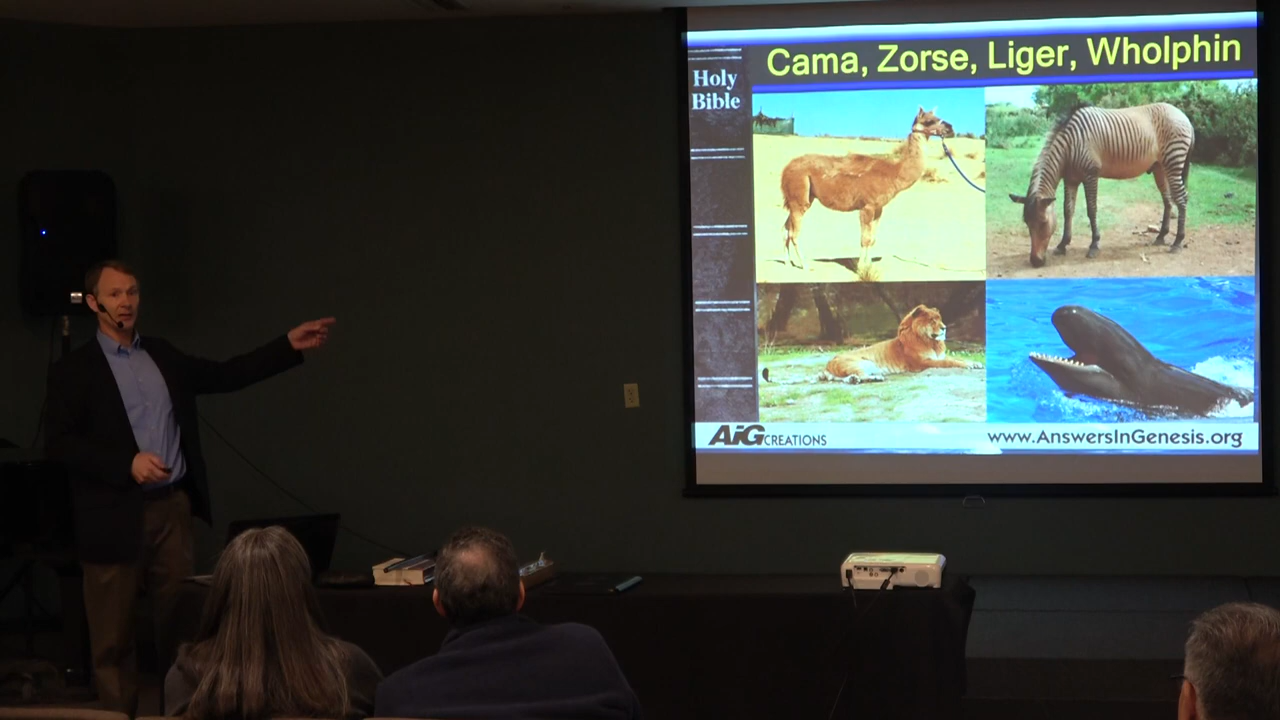 Cama, Zorse, Liger, Wholphin
Holy
Bible
AiG CREATIONS
www.AnswersInGenesis.org